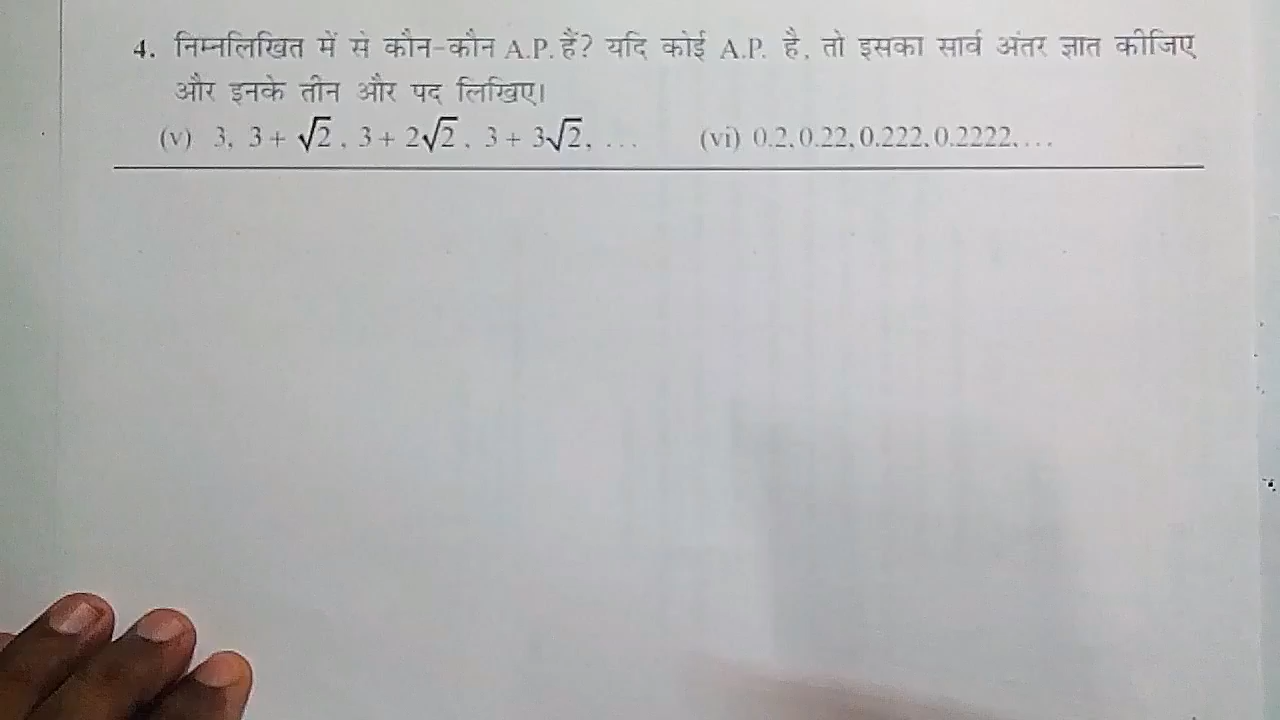 4. निम्नलिखित में से कौन-कौन A.P. हैं? यदि कोई A.P. है, तो इसका सार्व अंतर ज्ञात कीजिए
और इनके तीन और पद लिखिए।
(v) 3, 3 + √2, 3 + 2√2, 3 + 3√2, ... (vi) 0.2, 0.22, 0.222, 0.2222, ...